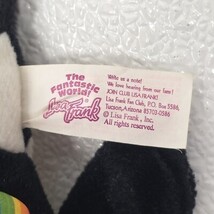 The
Fantastic
World!
of
Lisa Frank
Write us a note!
We love hearing from our fans!
JOIN CLUB LISA FRANK!
Lisa Frank Fan Club, P.O. Box 5586,
Tucson, Arizona 85703-0586
© Lisa Frank, Inc.
All rights reserved.